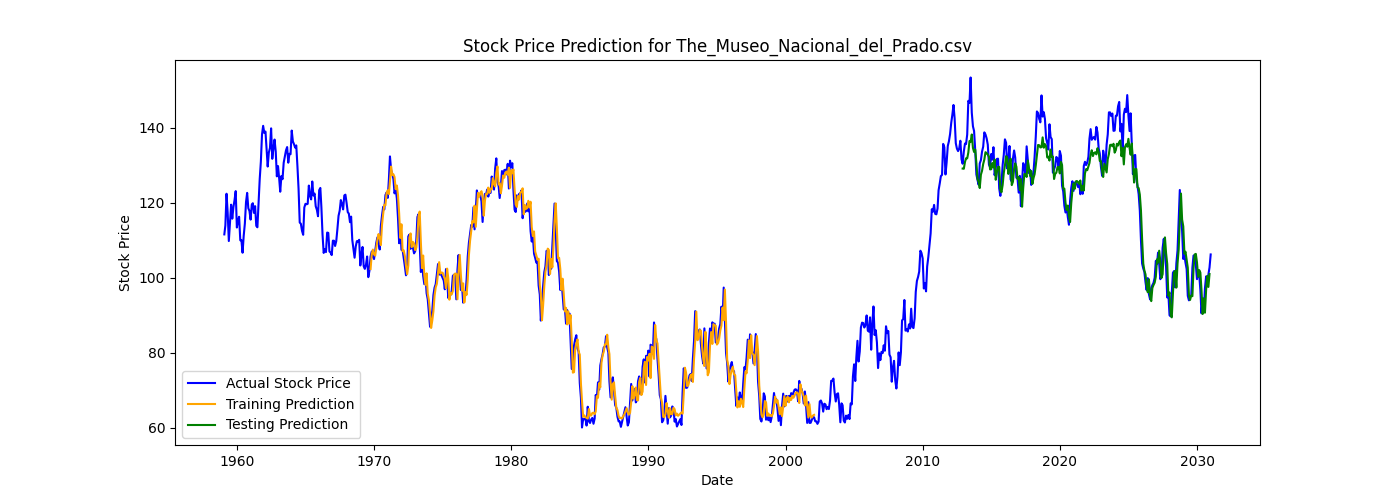 Stock Price Prediction for The_Museo_Nacional_del_Prado.csv
Stock Price
140
120
100
80
60
Actual Stock Price
Training Prediction
Testing Prediction
1960 1970 1980 1990 2000 2010 2020 2030
Date